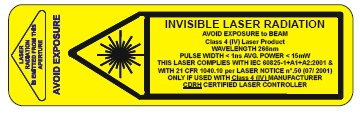 LASER
RADIATION
IS EMITTED FROM THIS
APERTURE
AVOID EXPOSURE
INVISIBLE LASER RADIATION
AVOID EXPOSURE to BEAM
Class 4 (IV) Laser Product
WAVELENGTH 266nm
PULSE WIDTH < 1ns AVG. POWER < 15mW
THIS LASER COMPLIES WITH IEC 60825-1+A1+A2:2001 &
WITH 21 CFR 1040.10 per LASER NOTICE n°.50 (07/ 2001)
ONLY IF USED WITH Class 4 (IV) MANUFACTURER
CDRH CERTIFIED LASER CONTROLLER